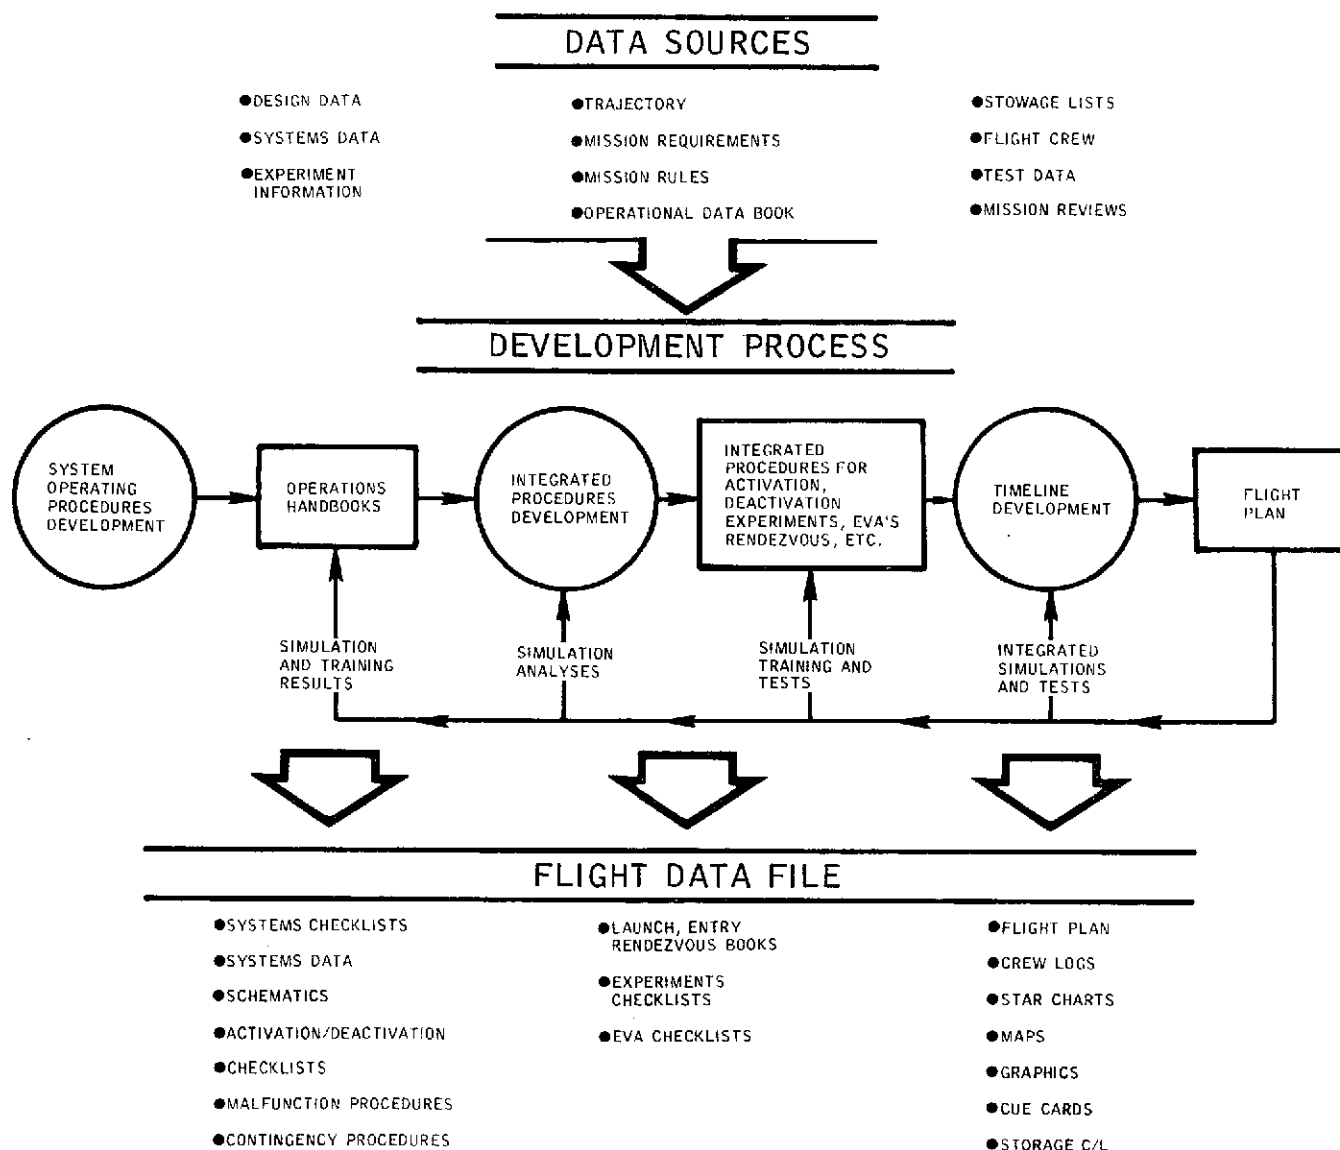 DATA SOURCES
●DESIGN DATA
●SYSTEMS DATA
●EXPERIMENT
INFORMATION
●TRAJECTORY
●MISSION REQUIREMENTS
●MISSION RULES
●OPERATIONAL DATA BOOK
●STOWAGE LISTS
●FLIGHT CREW
●TEST DATA
●MISSION REVIEWS
DEVELOPMENT PROCESS
SYSTEM
OPERATING
PROCEDURES
DEVELOPMENT
OPERATIONS
HANDBOOKS
INTEGRATED
PROCEDURES
DEVELOPMENT
INTEGRATED
PROCEDURES FOR
ACTIVATION,
DEACTIVATION
EXPERIMENTS, EVA'S
RENDEZVOUS, ETC.
TIMELINE
DEVELOPMENT
FLIGHT
PLAN
SIMULATION
AND TRAINING
RESULTS
SIMULATION
ANALYSES
SIMULATION
TRAINING AND
TESTS
INTEGRATED
SIMULATIONS
AND TESTS
FLIGHT DATA FILE
●SYSTEMS CHECKLISTS
●SYSTEMS DATA
●SCHEMATICS
●ACTIVATION/DEACTIVATION
●CHECKLISTS
●MALFUNCTION PROCEDURES
●CONTINGENCY PROCEDURES
●LAUNCH, ENTRY
RENDEZVOUS BOOKS
●EXPERIMENTS
CHECKLISTS
●EVA CHECKLISTS
●FLIGHT PLAN
●CREW LOGS
●STAR CHARTS
●MAPS
●GRAPHICS
●CUE CARDS
●STORAGE C/L